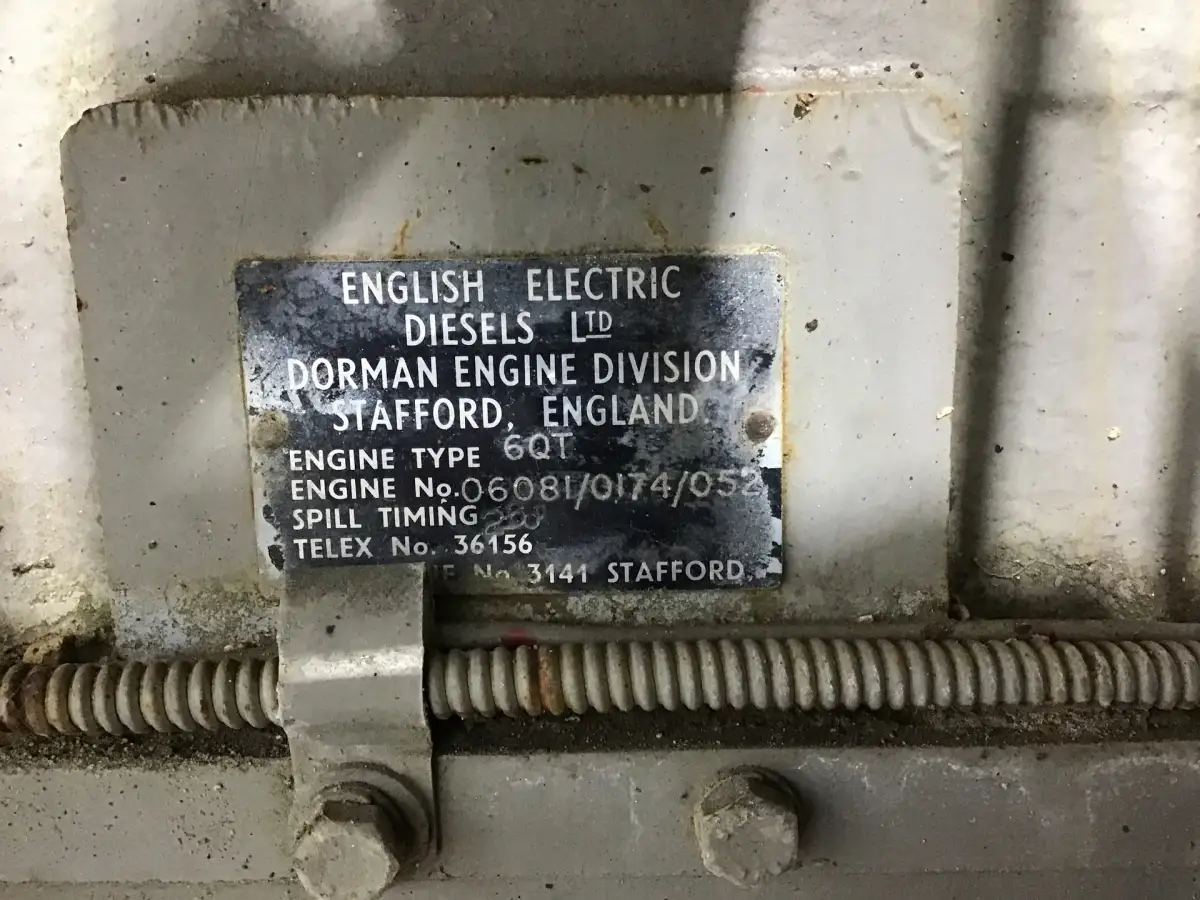 ENGLISH ELECTRIC
DIESELS LTD
DORMAN ENGINE DIVISION
STAFFORD, ENGLAND.
ENGINE TYPE 6QT
ENGINE No. 06081/0174/052
SPILL TIMING
TELEX No. 36156
No 3141 STAFFORD